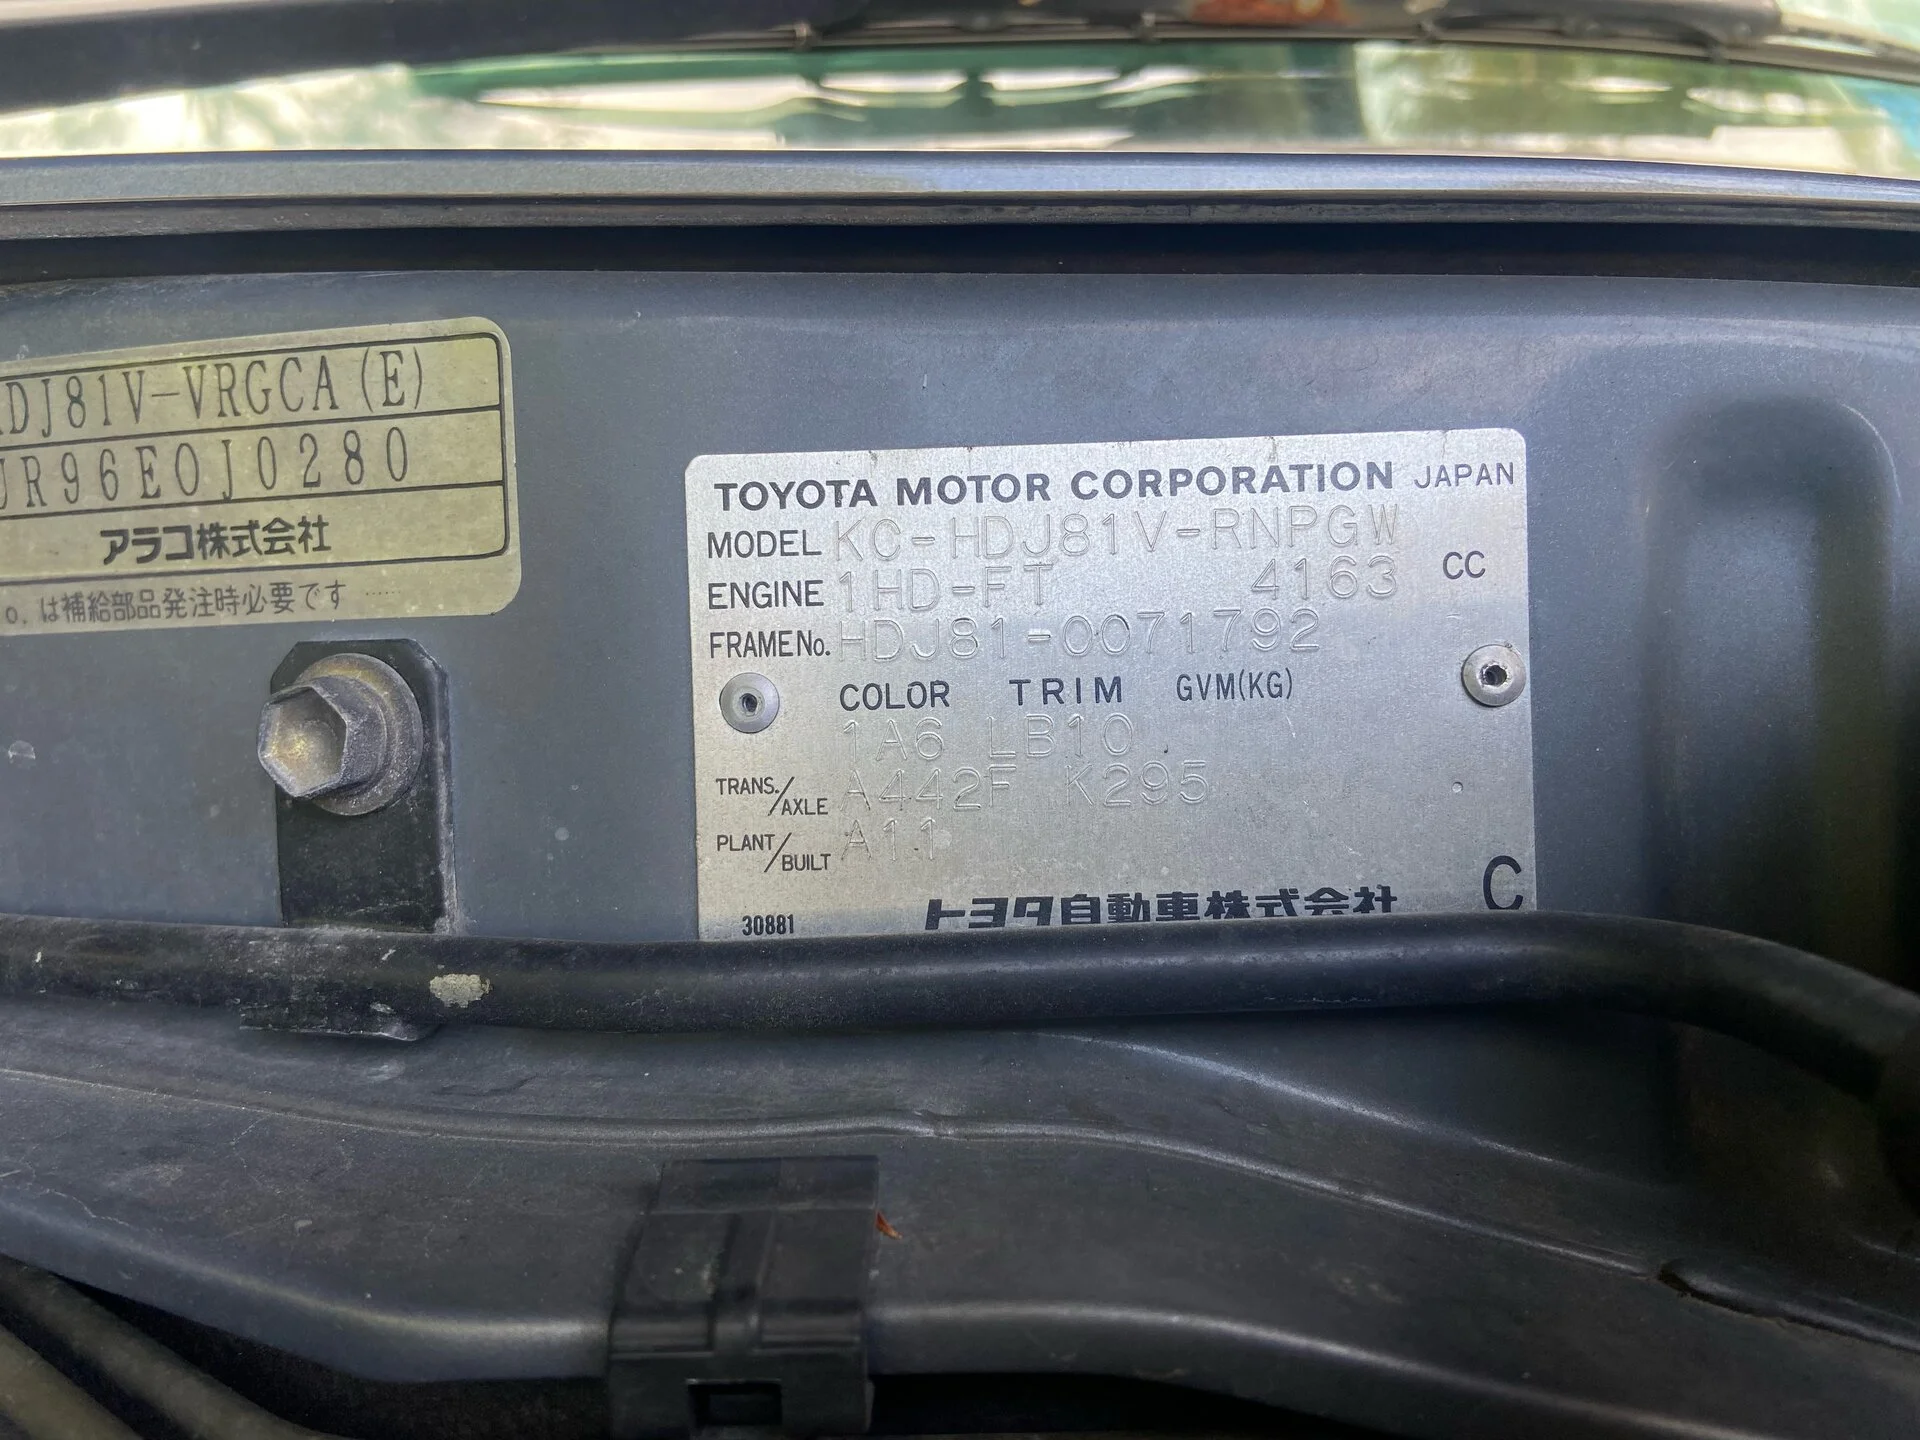 DJ81V-VRGCA(E)
JR96E0J0280
アラコ株式会社
o. は補給部品発注時必要です ……
TOYOTA MOTOR CORPORATION JAPAN
MODEL KC-HDJ81V-RNPGW
ENGINE 1HD-FT 4163 CC
FRAME No. HDJ81-0071792
COLOR TRIM GVM(KG)
1A6 LB10
TRANS./AXLE A442F K295
PLANT/BUILT A11
30881 トヨタ自動車株式会社 C